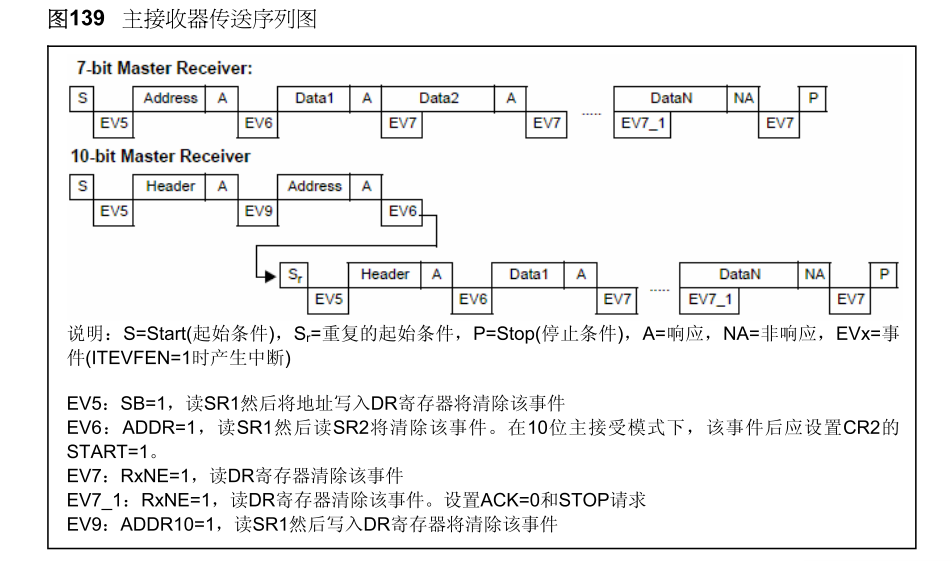 图139 主接收器传送序列图
7-bit Master Receiver:
S Address A Data1 A Data2 A ..... DataN NA P
EV5 EV6 EV7 EV7 EV7_1 EV7
10-bit Master Receiver
S Header A Address A
EV5 EV9 EV6
Sr Header A Data1 A ..... DataN NA P
EV5 EV6 EV7 EV7_1 EV7
说明：S=Start(起始条件)，Sr=重复的起始条件，P=Stop(停止条件)，A=响应，NA=非响应，EVx=事
件(ITEVFEN=1时产生中断)
EV5：SB=1，读SR1然后将地址写入DR寄存器将清除该事件
EV6：ADDR=1，读SR1然后读SR2将清除该事件。在10位主接受模式下，该事件后应设置CR2的
START=1。
EV7：RxNE=1，读DR寄存器清除该事件
EV7_1：RxNE=1，读DR寄存器清除该事件。设置ACK=0和STOP请求
EV9：ADDR10=1，读SR1然后写入DR寄存器将清除该事件